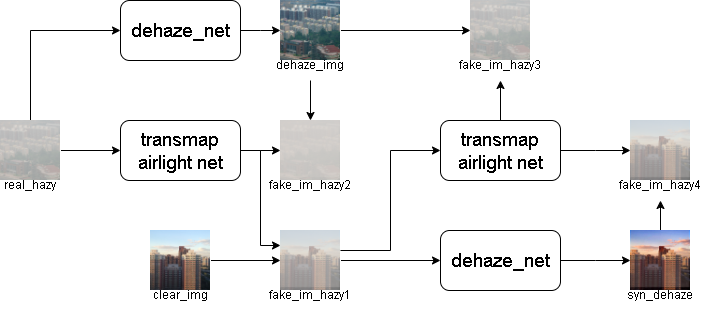 dehaze_net
dehaze_img
fake_im_hazy3
real_hazy
transmap
airlight net
fake_im_hazy2
transmap
airlight net
fake_im_hazy4
clear_img
fake_im_hazy1
dehaze_net
syn_dehaze